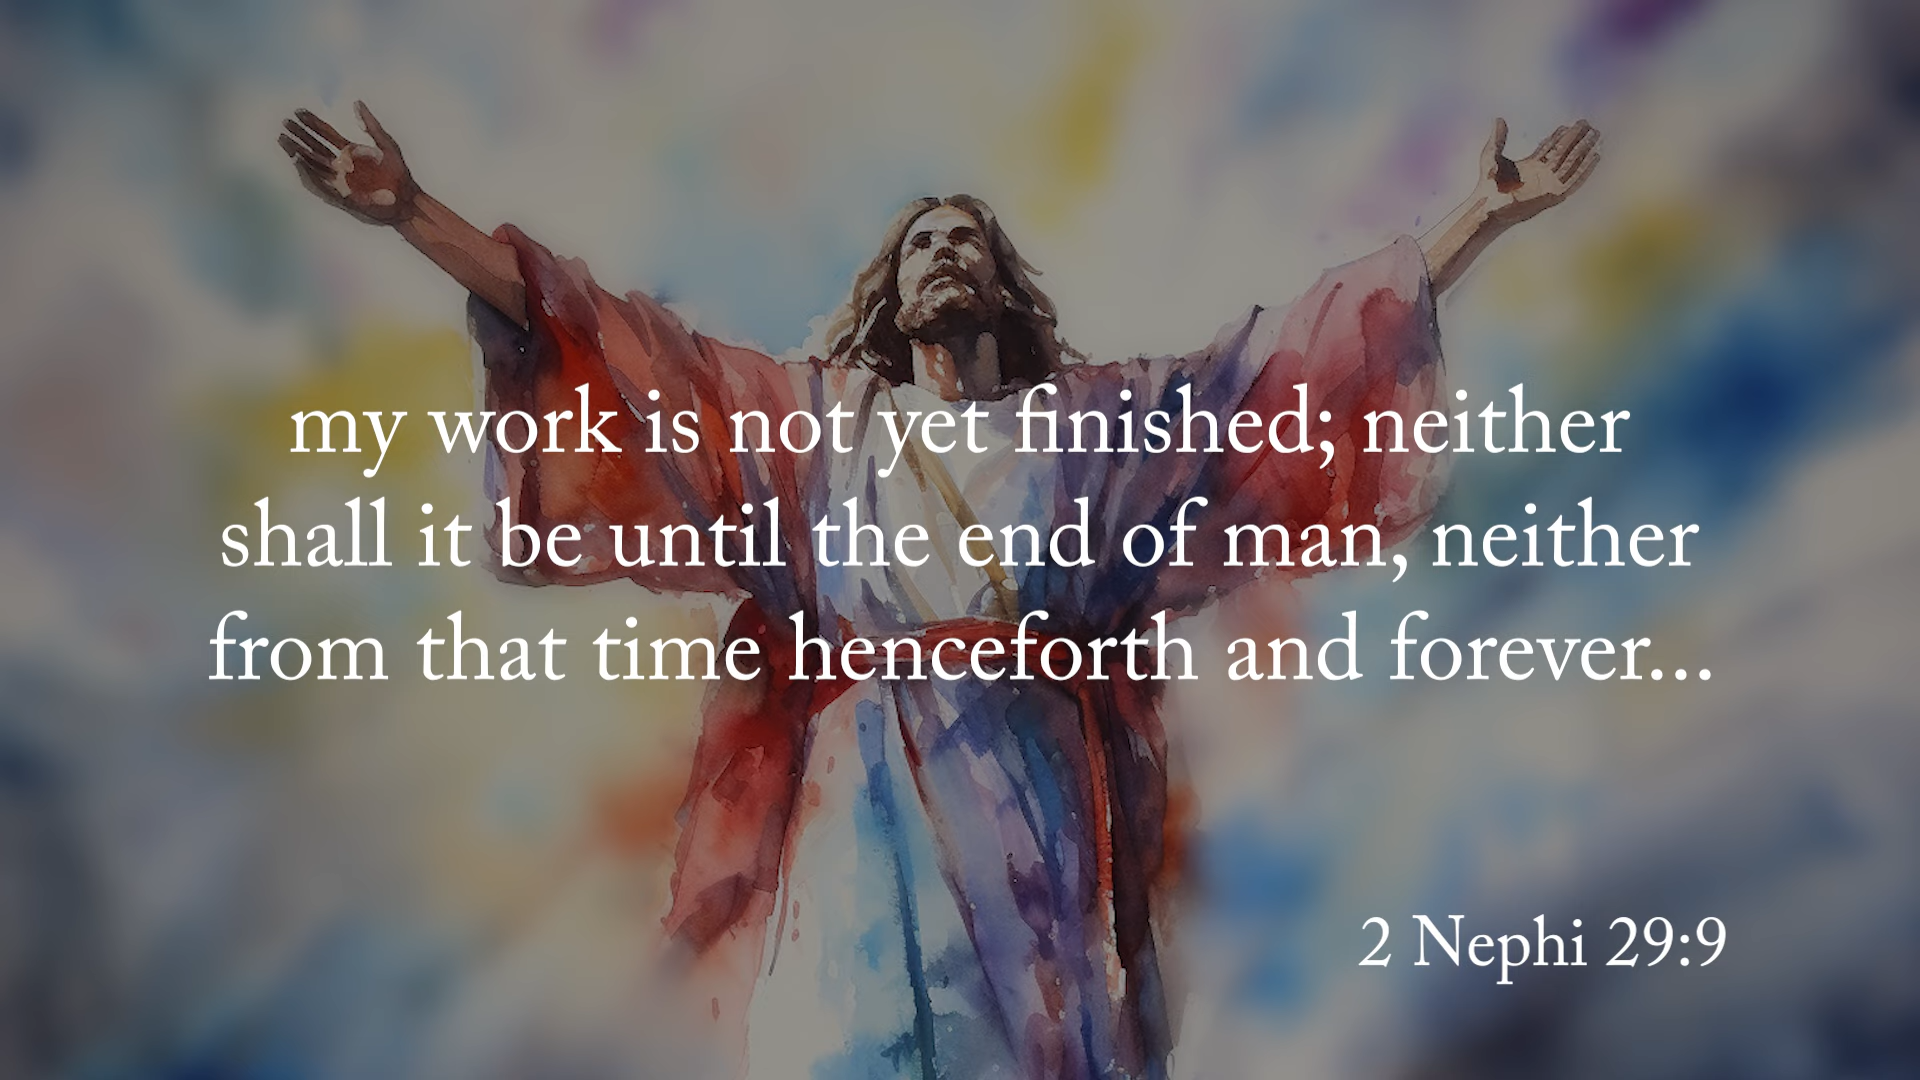 my work is not yet finished; neither
shall it be until the end of man, neither
from that time henceforth and forever...
2 Nephi 29:9